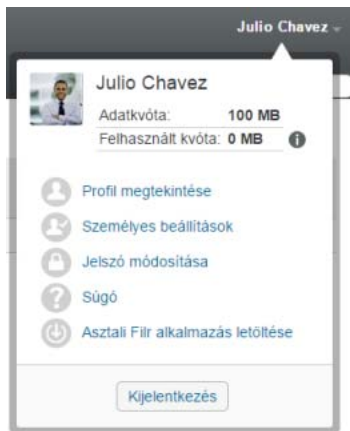 Julio Chavez
Julio Chavez
Adatkvóta: 100 MB
Felhasznált kvóta: 0 MB
Profil megtekintése
Személyes beállítások
Jelszó módosítása
Súgó
Asztali Filr alkalmazás letöltése
Kijelentkezés